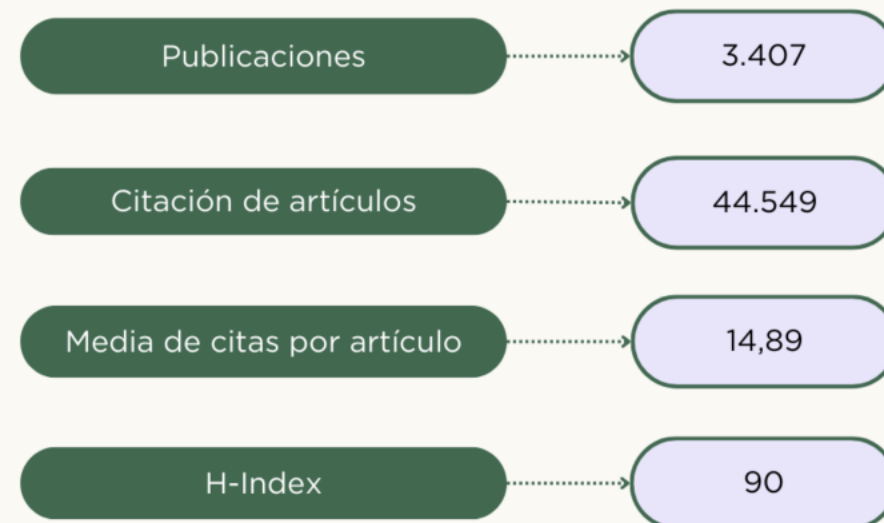 Publicaciones 3.407
Citación de artículos 44.549
Media de citas por artículo 14,89
H-Index 90